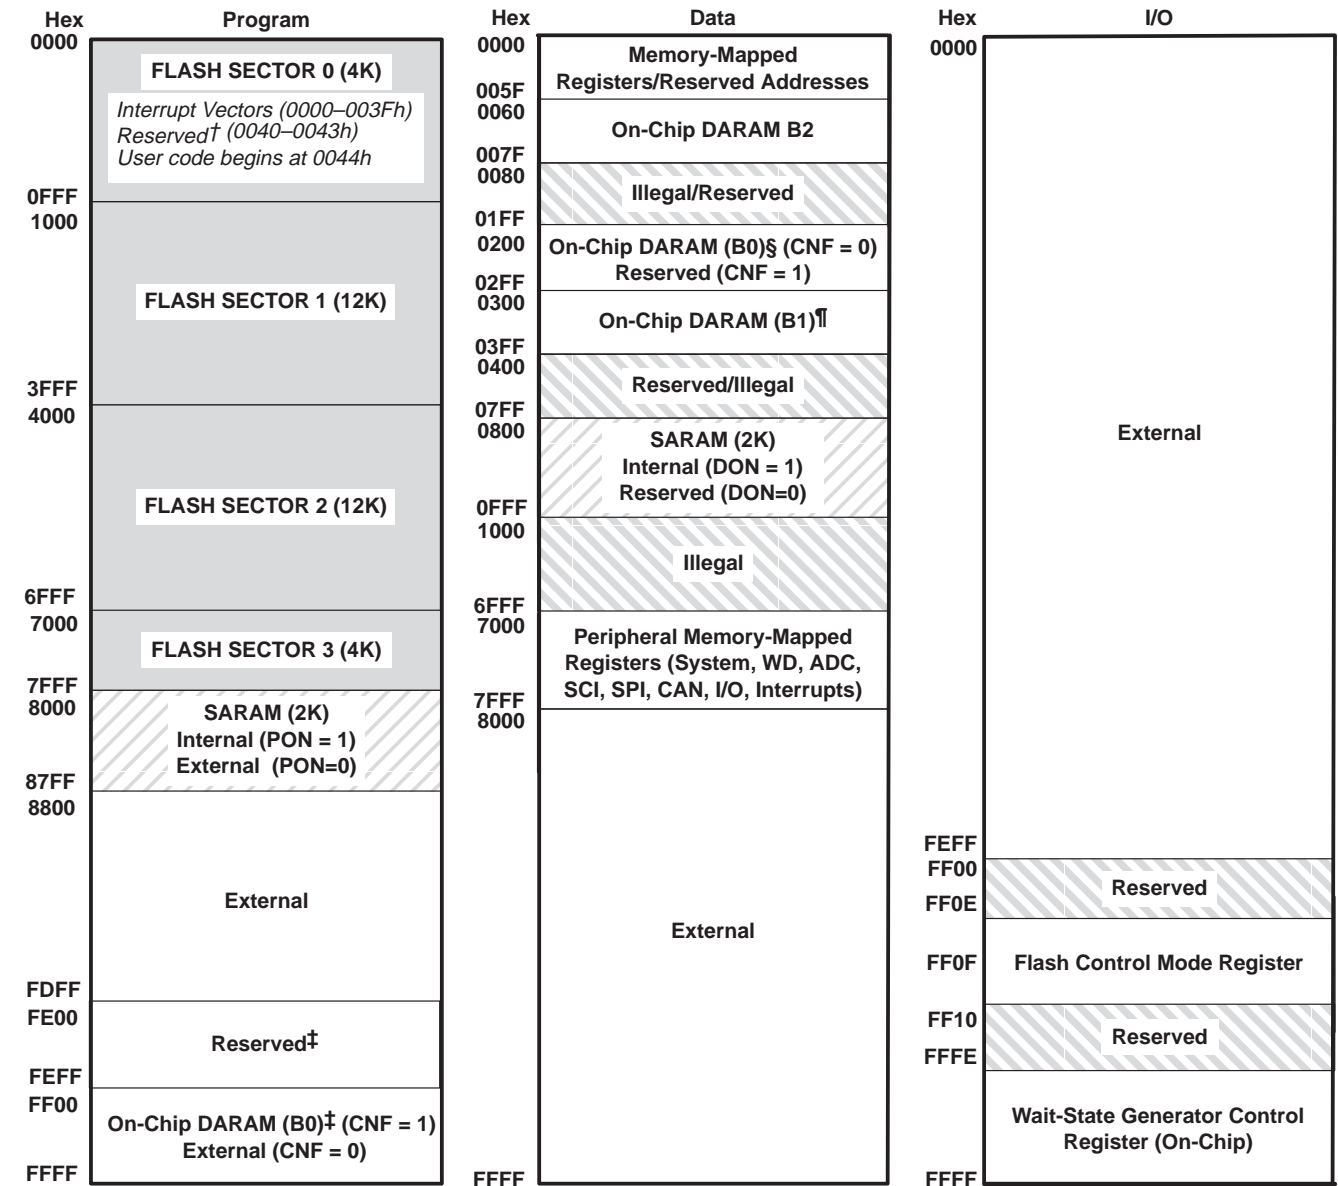 Hex Program
0000
FLASH SECTOR 0 (4K)
Interrupt Vectors (0000–003Fh)
Reserved† (0040–0043h)
User code begins at 0044h
0FFF
1000
FLASH SECTOR 1 (12K)
3FFF
4000
FLASH SECTOR 2 (12K)
6FFF
7000
FLASH SECTOR 3 (4K)
7FFF
8000
SARAM (2K)
Internal (PON = 1)
External (PON=0)
87FF
8800
External
FDFF
FE00
Reserved‡
FEFF
FF00
On-Chip DARAM (B0)‡ (CNF = 1)
External (CNF = 0)
FFFF
Hex Data
0000
Memory-Mapped
Registers/Reserved Addresses
005F
0060
On-Chip DARAM B2
007F
0080
Illegal/Reserved
01FF
0200
On-Chip DARAM (B0)§ (CNF = 0)
Reserved (CNF = 1)
02FF
0300
On-Chip DARAM (B1)¶
03FF
0400
Reserved/Illegal
07FF
0800
SARAM (2K)
Internal (DON = 1)
Reserved (DON=0)
0FFF
1000
Illegal
6FFF
7000
Peripheral Memory-Mapped
Registers (System, WD, ADC,
SCI, SPI, CAN, I/O, Interrupts)
7FFF
8000
External
FFFF
Hex I/O
0000
External
FEFF
FF00
Reserved
FF0E
FF0F Flash Control Mode Register
FF10
Reserved
FFFE
Wait-State Generator Control
Register (On-Chip)
FFFF